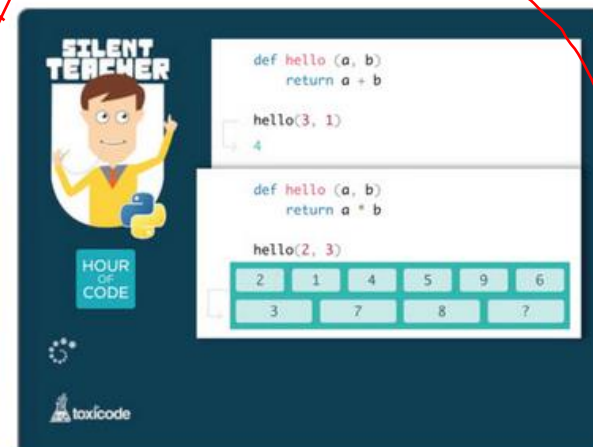 SILENT
TEACHER
def hello (a, b)
return a + b
hello(3, 1)
4
def hello (a, b)
return a * b
hello(2, 3)
2 1 4 5 9 6
3 7 8 ?
HOUR
OF
CODE
toxicode